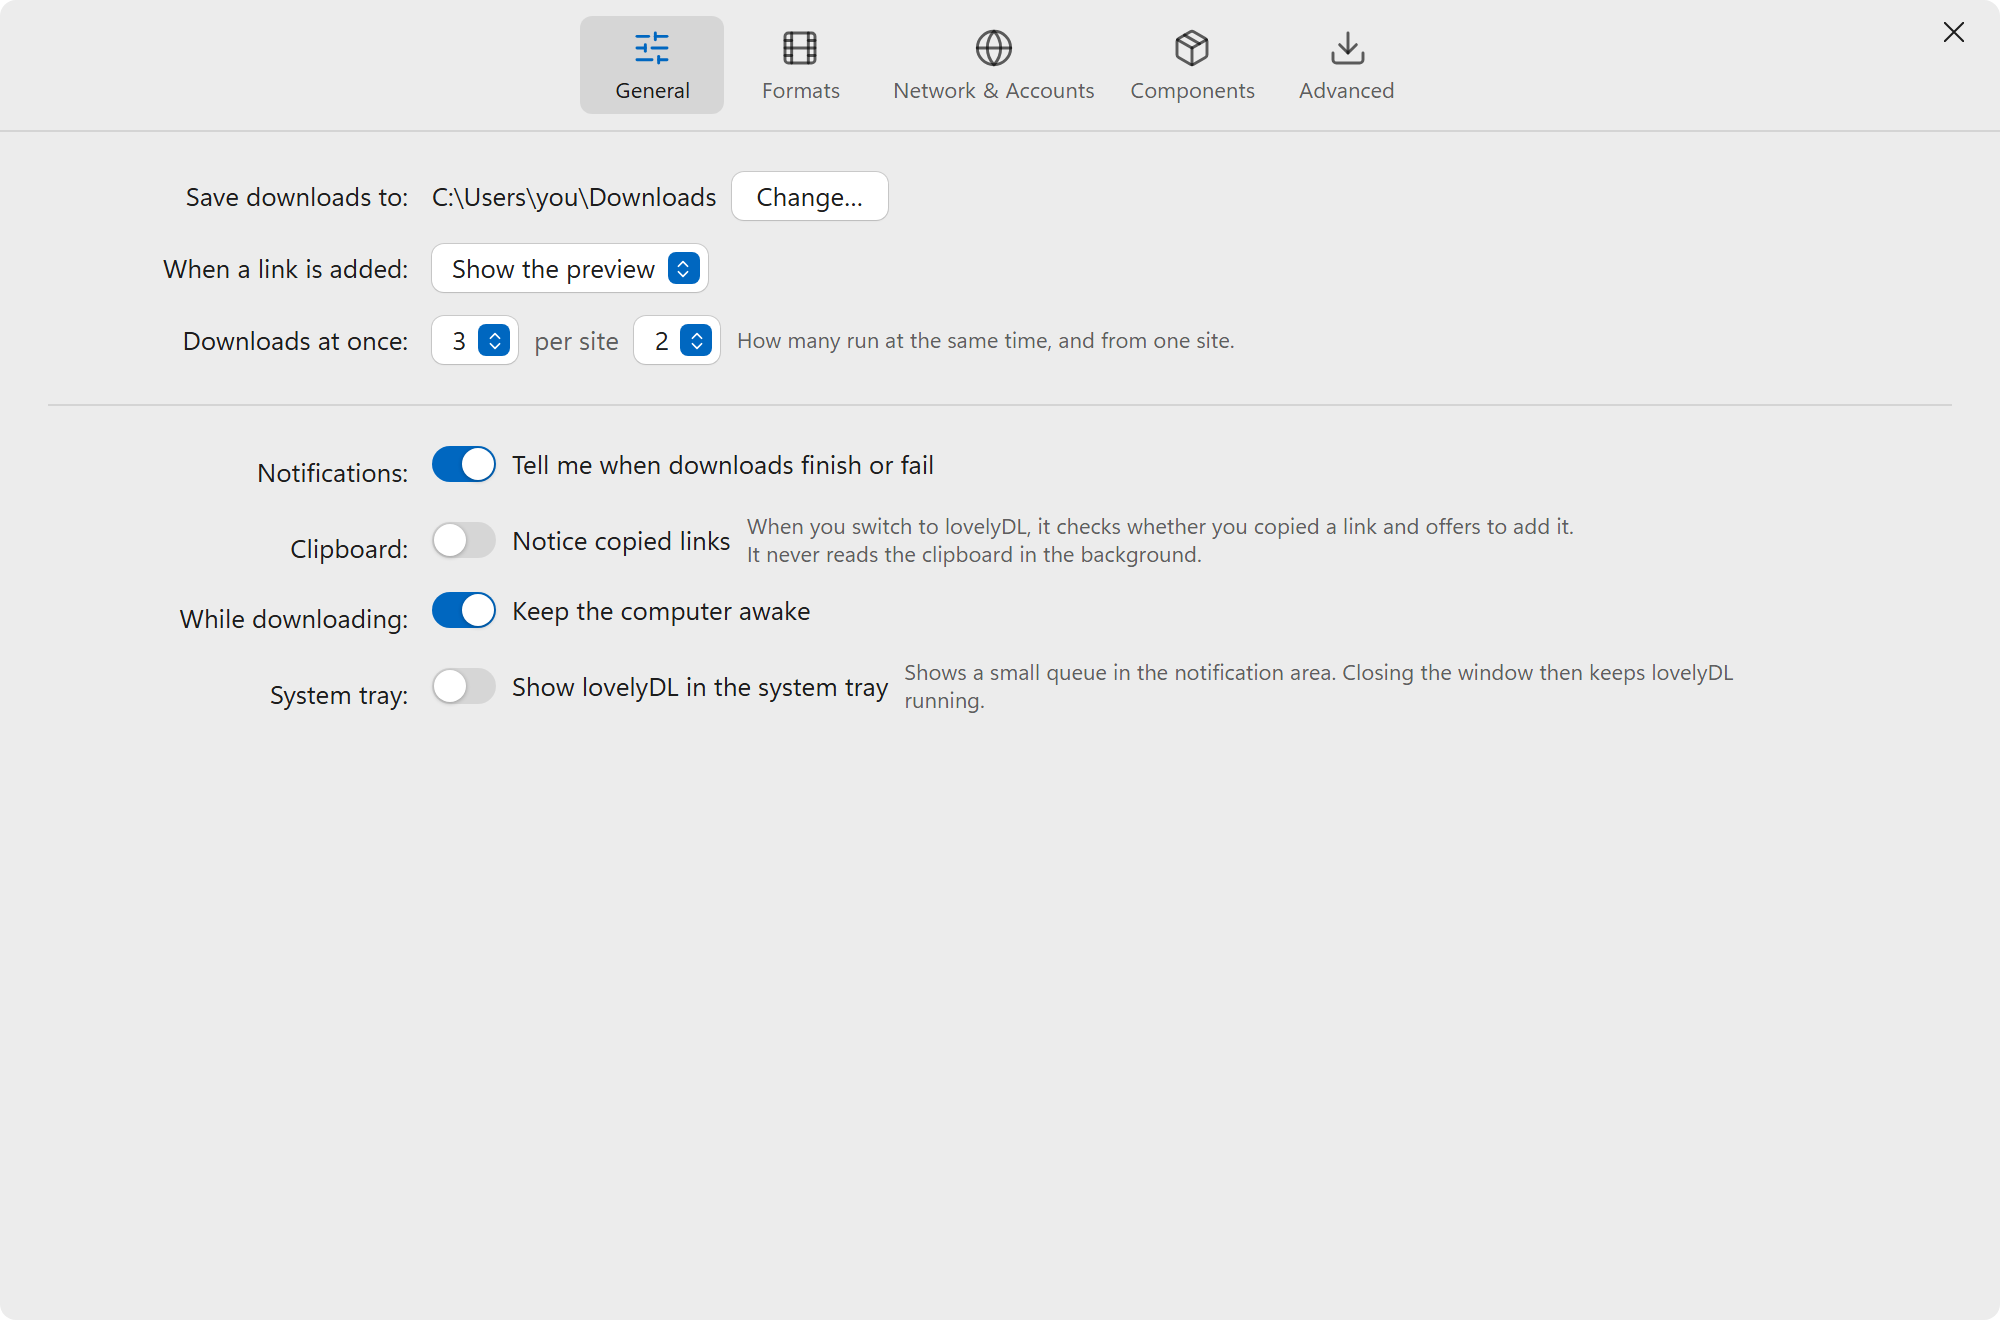 General
Formats
Network & Accounts
Components
Advanced
Save downloads to: C:\Users\you\Downloads Change...
When a link is added: Show the preview
Downloads at once: 3 per site 2 How many run at the same time, and from one site.
Notifications: Tell me when downloads finish or fail
Clipboard: Notice copied links When you switch to lovelyDL, it checks whether you copied a link and offers to add it.
It never reads the clipboard in the background.
While downloading: Keep the computer awake
System tray: Show lovelyDL in the system tray Shows a small queue in the notification area. Closing the window then keeps lovelyDL
running.